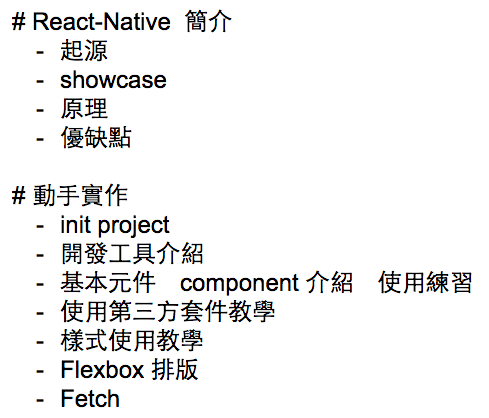 # React-Native 簡介
- 起源
- showcase
- 原理
- 優缺點
# 動手實作
- init project
- 開發工具介紹
- 基本元件　component 介紹　使用練習
- 使用第三方套件教學
- 樣式使用教學
- Flexbox 排版
- Fetch